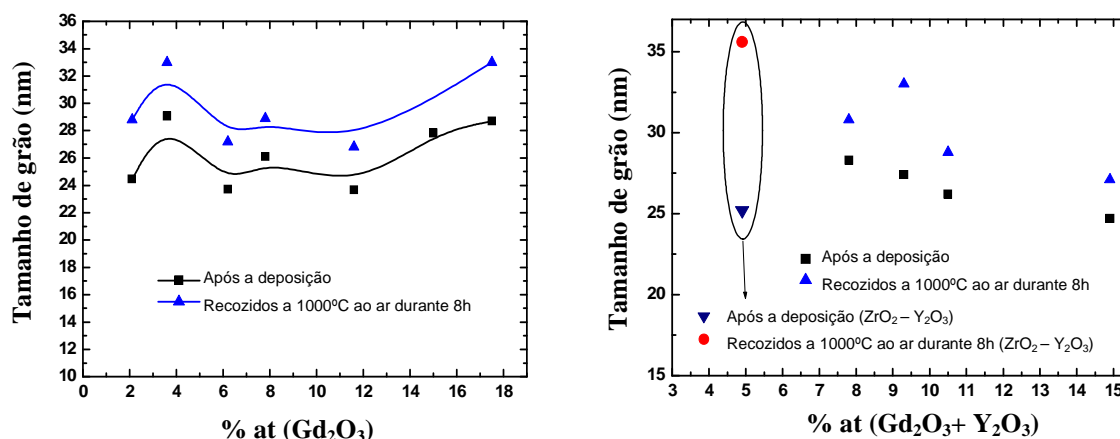 36
34
32
30
28
26
24
22
20
18
16
14
12
10
Tamanho de grão (nm)
Após a deposição
Recozidos a 1000ºC ao ar durante 8h
0 2 4 6 8 10 12 14 16 18
% at (Gd₂O₃)
35
30
25
20
15
Tamanho de grão (nm)
Após a deposição
Recozidos a 1000ºC ao ar durante 8h
Após a deposição (ZrO₂ – Y₂O₃)
Recozidos a 1000ºC ao ar durante 8h (ZrO₂ – Y₂O₃)
3 4 5 6 7 8 9 10 11 12 13 14 15
% at (Gd₂O₃+ Y₂O₃)